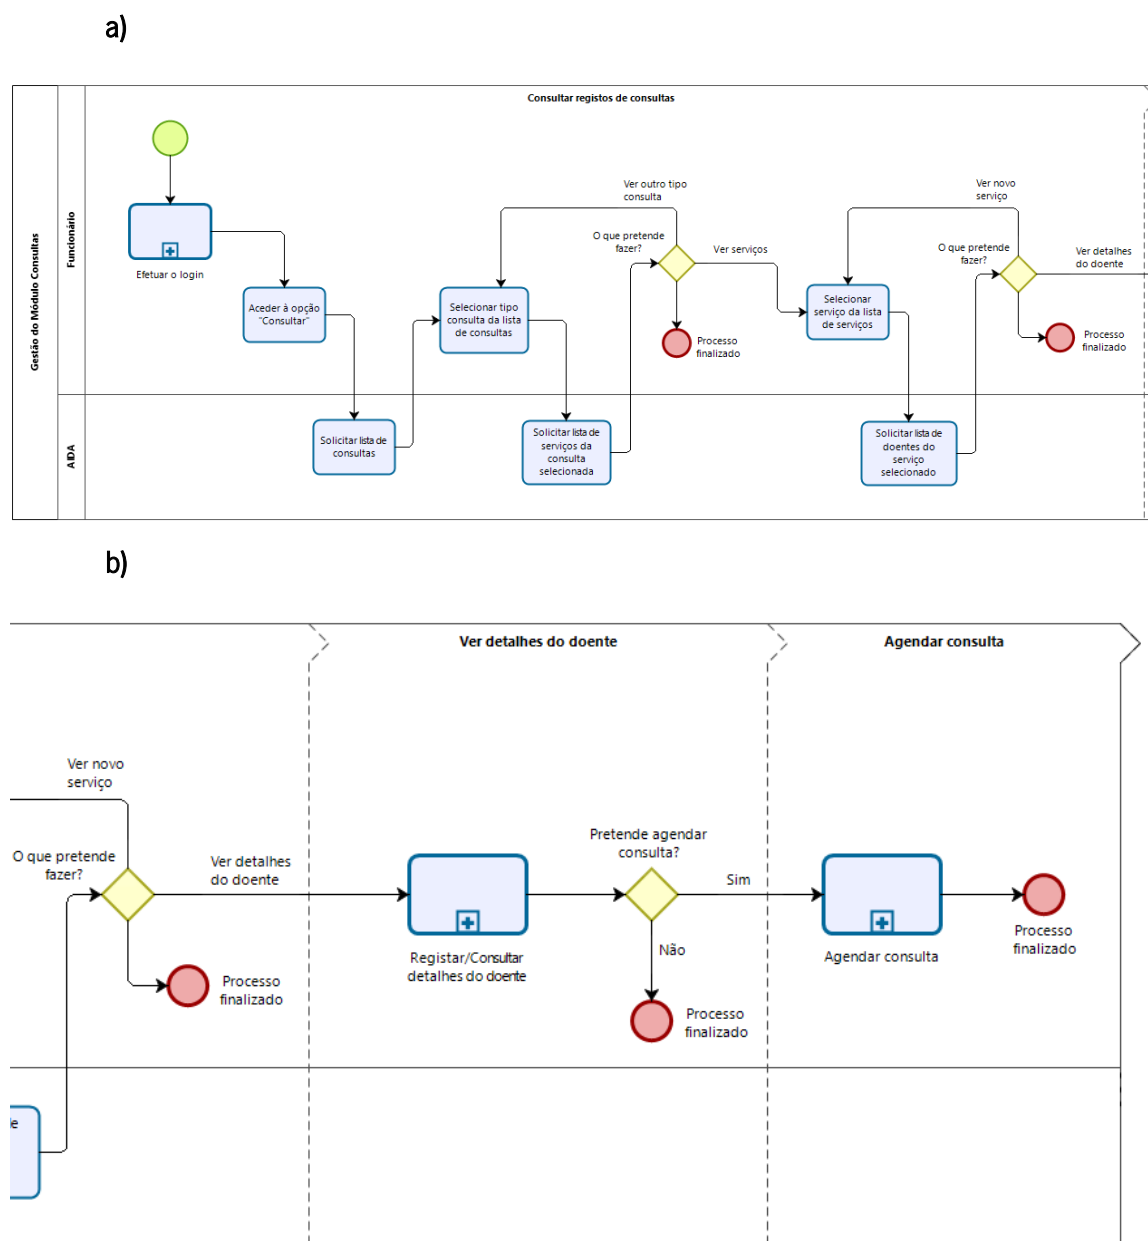 a)
Consultar registos de consultas
Gestão do Módulo Consultas
Funcionário
AIDA
Efetuar o login
Aceder à opção
"Consultar"
Solicitar lista de
consultas
Selecionar tipo
consulta da lista
de consultas
Solicitar lista de
serviços da
consulta
selecionada
Ver outro tipo
consulta
O que pretende
fazer?
Ver serviços
Processo
finalizado
Selecionar
serviço da lista
de serviços
Solicitar lista de
doentes do
serviço
selecionado
Ver novo
serviço
O que pretende
fazer?
Ver detalhes
do doente
Processo
finalizado
b)
Ver detalhes do doente
Agendar consulta
Ver novo
serviço
O que pretende
fazer?
Ver detalhes
do doente
Processo
finalizado
Registar/Consultar
detalhes do doente
Pretende agendar
consulta?
Sim
Não
Processo
finalizado
Agendar consulta
Processo
finalizado